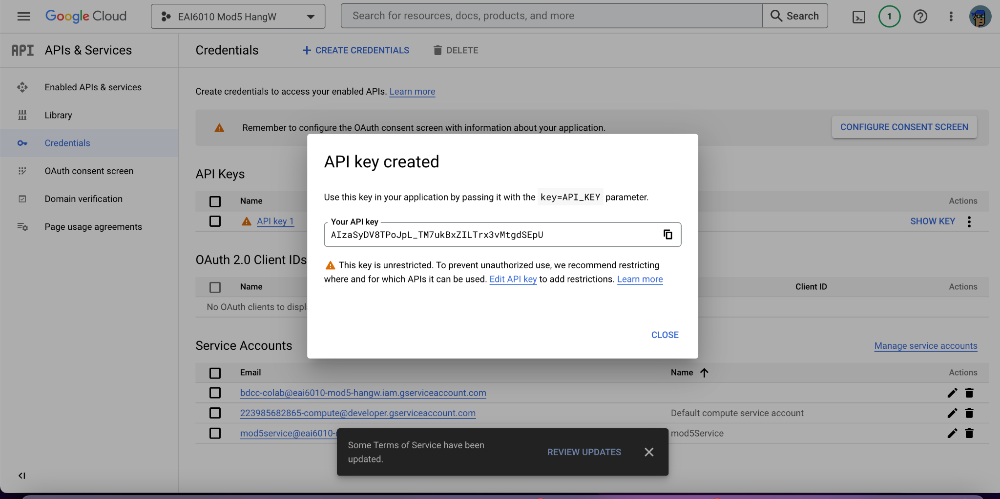 Google Cloud
EAI6010 Mod5 HangW
Search for resources, docs, products, and more
Search
1
API
APIs & Services
Credentials
CREATE CREDENTIALS
DELETE
Enabled APIs & services
Library
Credentials
OAuth consent screen
Domain verification
Page usage agreements
Create credentials to access your enabled APIs. Learn more
Remember to configure the OAuth consent screen with information about your application.
CONFIGURE CONSENT SCREEN
API Keys
Name
Actions
API key 1
SHOW KEY
OAuth 2.0 Client IDs
Name
Client ID
Actions
No OAuth clients to displ
API key created
Use this key in your application by passing it with the key=API_KEY parameter.
Your API key
AIzaSyDV8TPoJpL_TM7ukBxZILTrx3vMtgdSEpU
This key is unrestricted. To prevent unauthorized use, we recommend restricting
where and for which APIs it can be used. Edit API key to add restrictions. Learn more
CLOSE
Service Accounts
Manage service accounts
Email
Name
Actions
bdcc-colab@eai6010-mod5-hangw.iam.gserviceaccount.com
223985682865-compute@developer.gserviceaccount.com
Default compute service account
mod5service@eai6010-
mod5Service
Some Terms of Service have been
updated.
REVIEW UPDATES